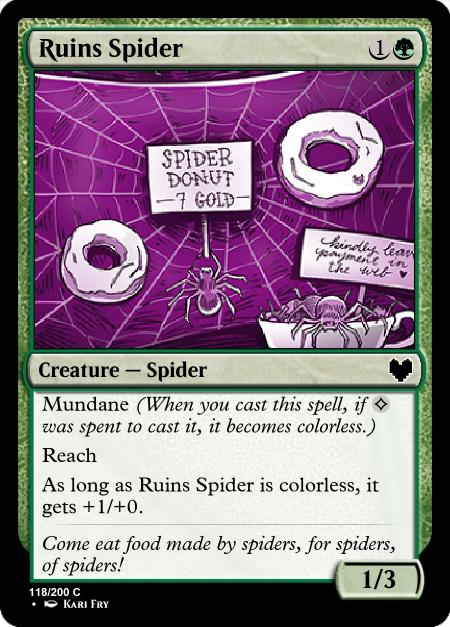 Ruins Spider 1
SPIDER
DONUT
—7 GOLD—
kindly leave
payment in
the web ♥
Creature — Spider
Mundane (When you cast this spell, if
was spent to cast it, it becomes colorless.)
Reach
As long as Ruins Spider is colorless, it
gets +1/+0.
Come eat food made by spiders, for spiders,
of spiders!
1/3
118/200 C
• Kari Fry